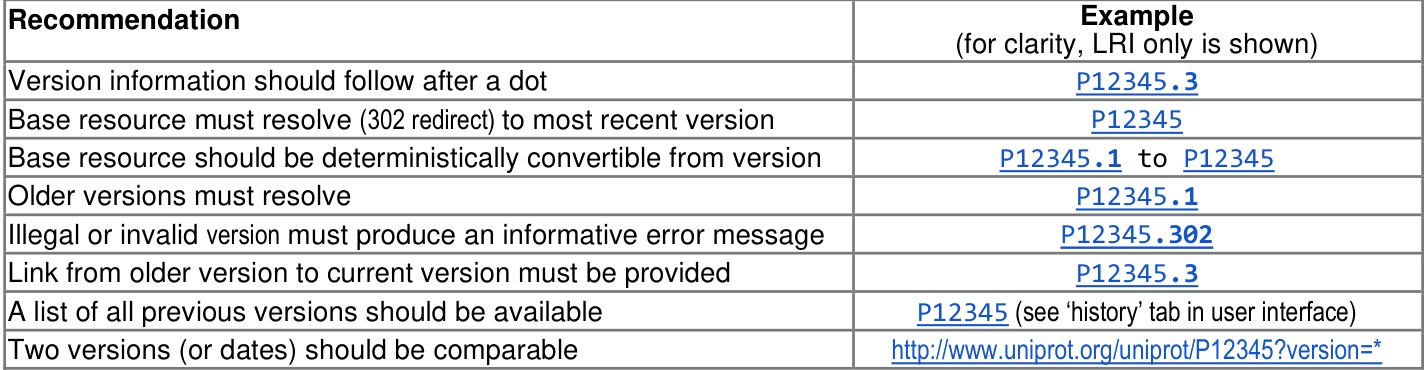 Recommendation Example
(for clarity, LRI only is shown)
Version information should follow after a dot P12345.3
Base resource must resolve (302 redirect) to most recent version P12345
Base resource should be deterministically convertible from version P12345.1 to P12345
Older versions must resolve P12345.1
Illegal or invalid version must produce an informative error message P12345.302
Link from older version to current version must be provided P12345.3
A list of all previous versions should be available P12345 (see ‘history’ tab in user interface)
Two versions (or dates) should be comparable http://www.uniprot.org/uniprot/P12345?version=*